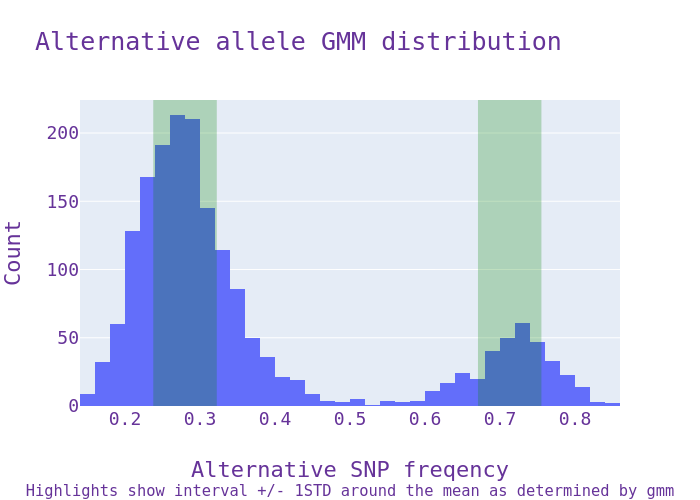 Alternative allele GMM distribution
Count
200
150
100
50
0
0.2 0.3 0.4 0.5 0.6 0.7 0.8
Alternative SNP freqency
Highlights show interval +/- 1STD around the mean as determined by gmm